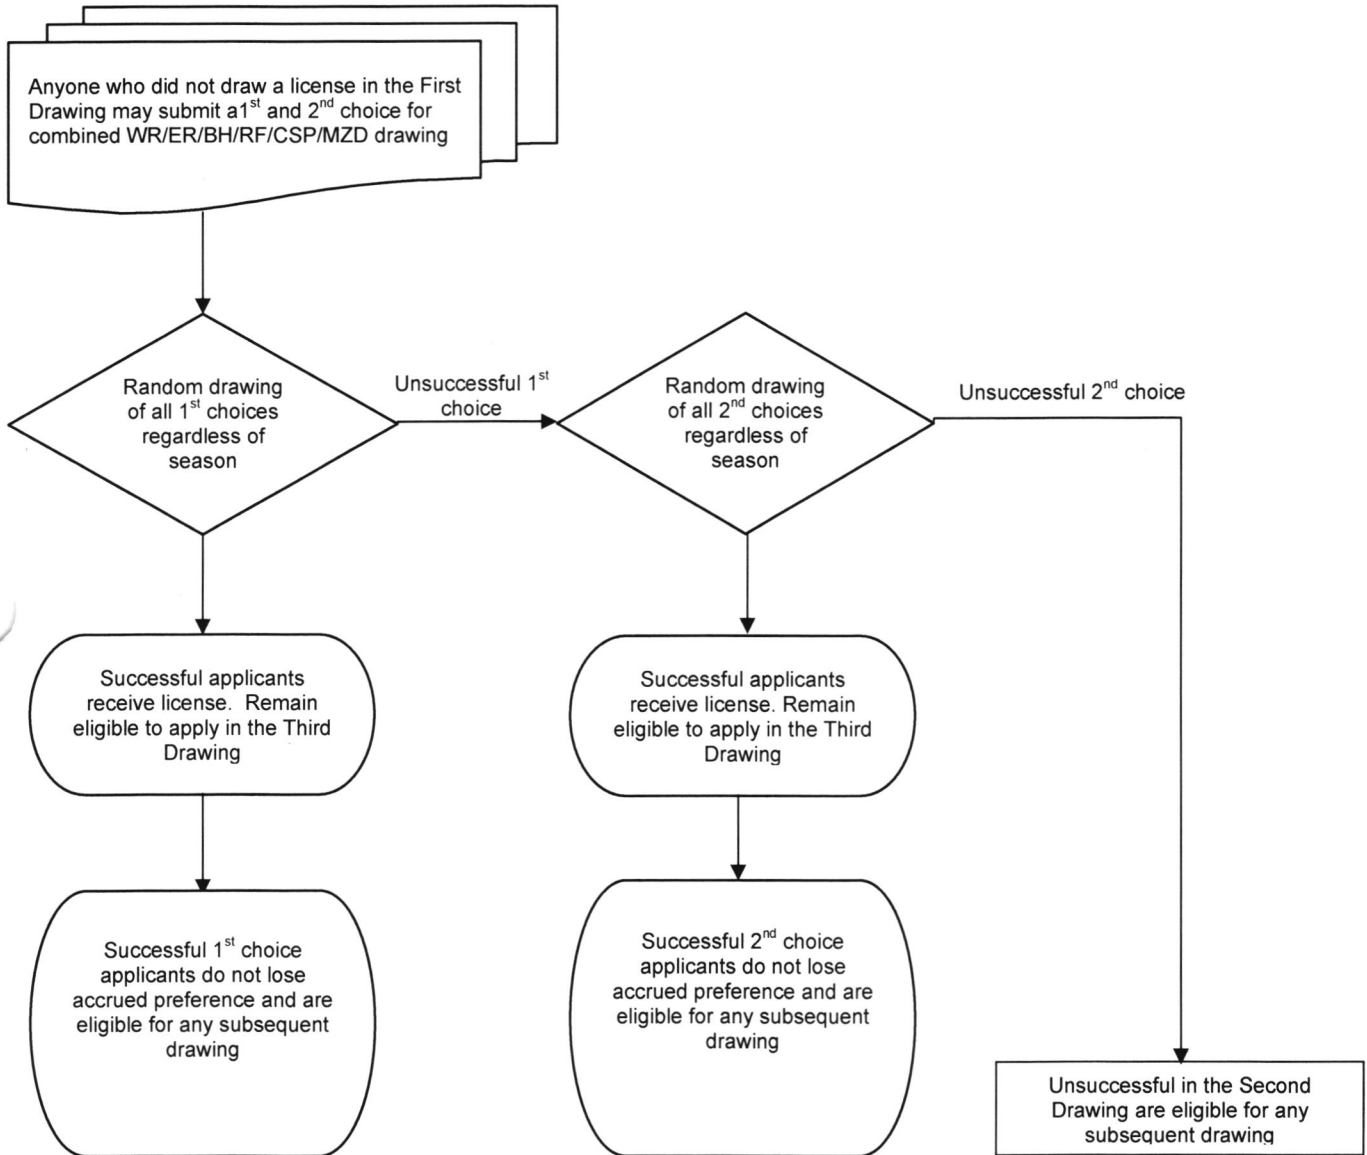 Anyone who did not draw a license in the First
Drawing may submit a1st and 2nd choice for
combined WR/ER/BH/RF/CSP/MZD drawing
Random drawing
of all 1st choices
regardless of
season
Unsuccessful 1st
choice
Random drawing
of all 2nd choices
regardless of
season
Unsuccessful 2nd choice
Successful applicants
receive license. Remain
eligible to apply in the Third
Drawing
Successful applicants
receive license. Remain
eligible to apply in the Third
Drawing
Successful 1st choice
applicants do not lose
accrued preference and are
eligible for any subsequent
drawing
Successful 2nd choice
applicants do not lose
accrued preference and are
eligible for any subsequent
drawing
Unsuccessful in the Second
Drawing are eligible for any
subsequent drawing